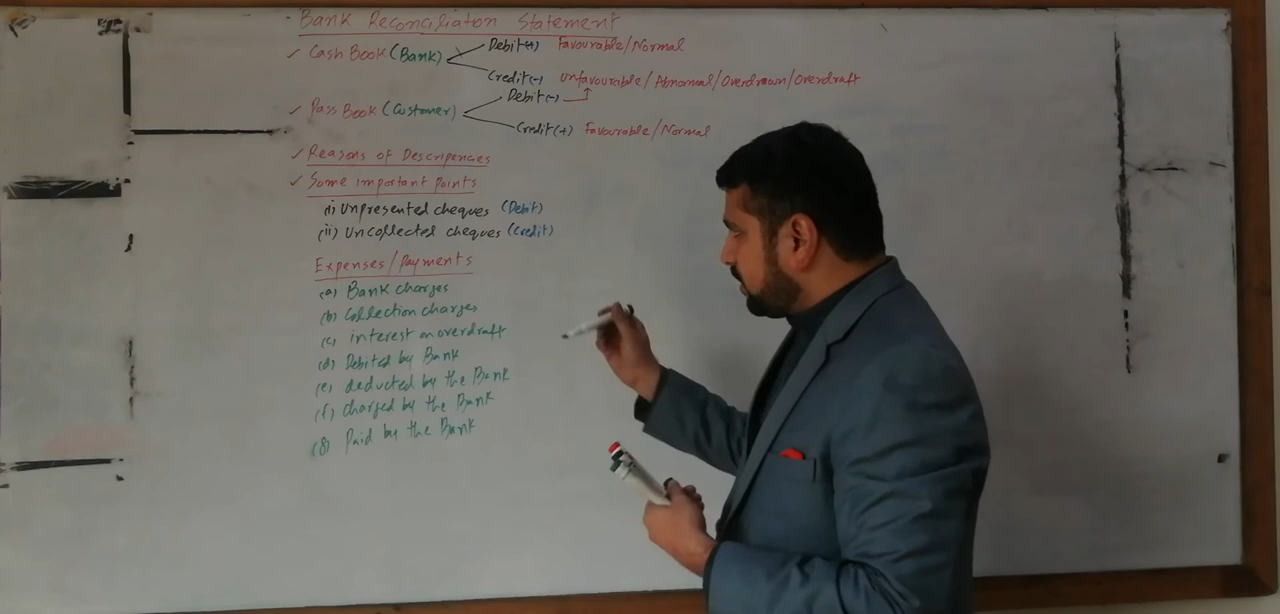 Bank Reconciliation Statement
✓ Cash Book (Bank)
Debit(+) Favourable/Normal
Credit(-) Unfavourable/Abnormal/Overdrawn/Overdraft
✓ Pass Book (Customer)
Debit(-)
Credit(+) Favourable/Normal
✓ Reasons of Descripencies
✓ Some important points
(i) Unpresented cheques (Debit)
(ii) Uncollected cheques (Credit)
Expenses/payments
(a) Bank charges
(b) Collection charges
(c) interest on overdraft
(d) Debited by Bank
(e) deducted by the Bank
(f) charged by the Bank
(g) Paid by the Bank